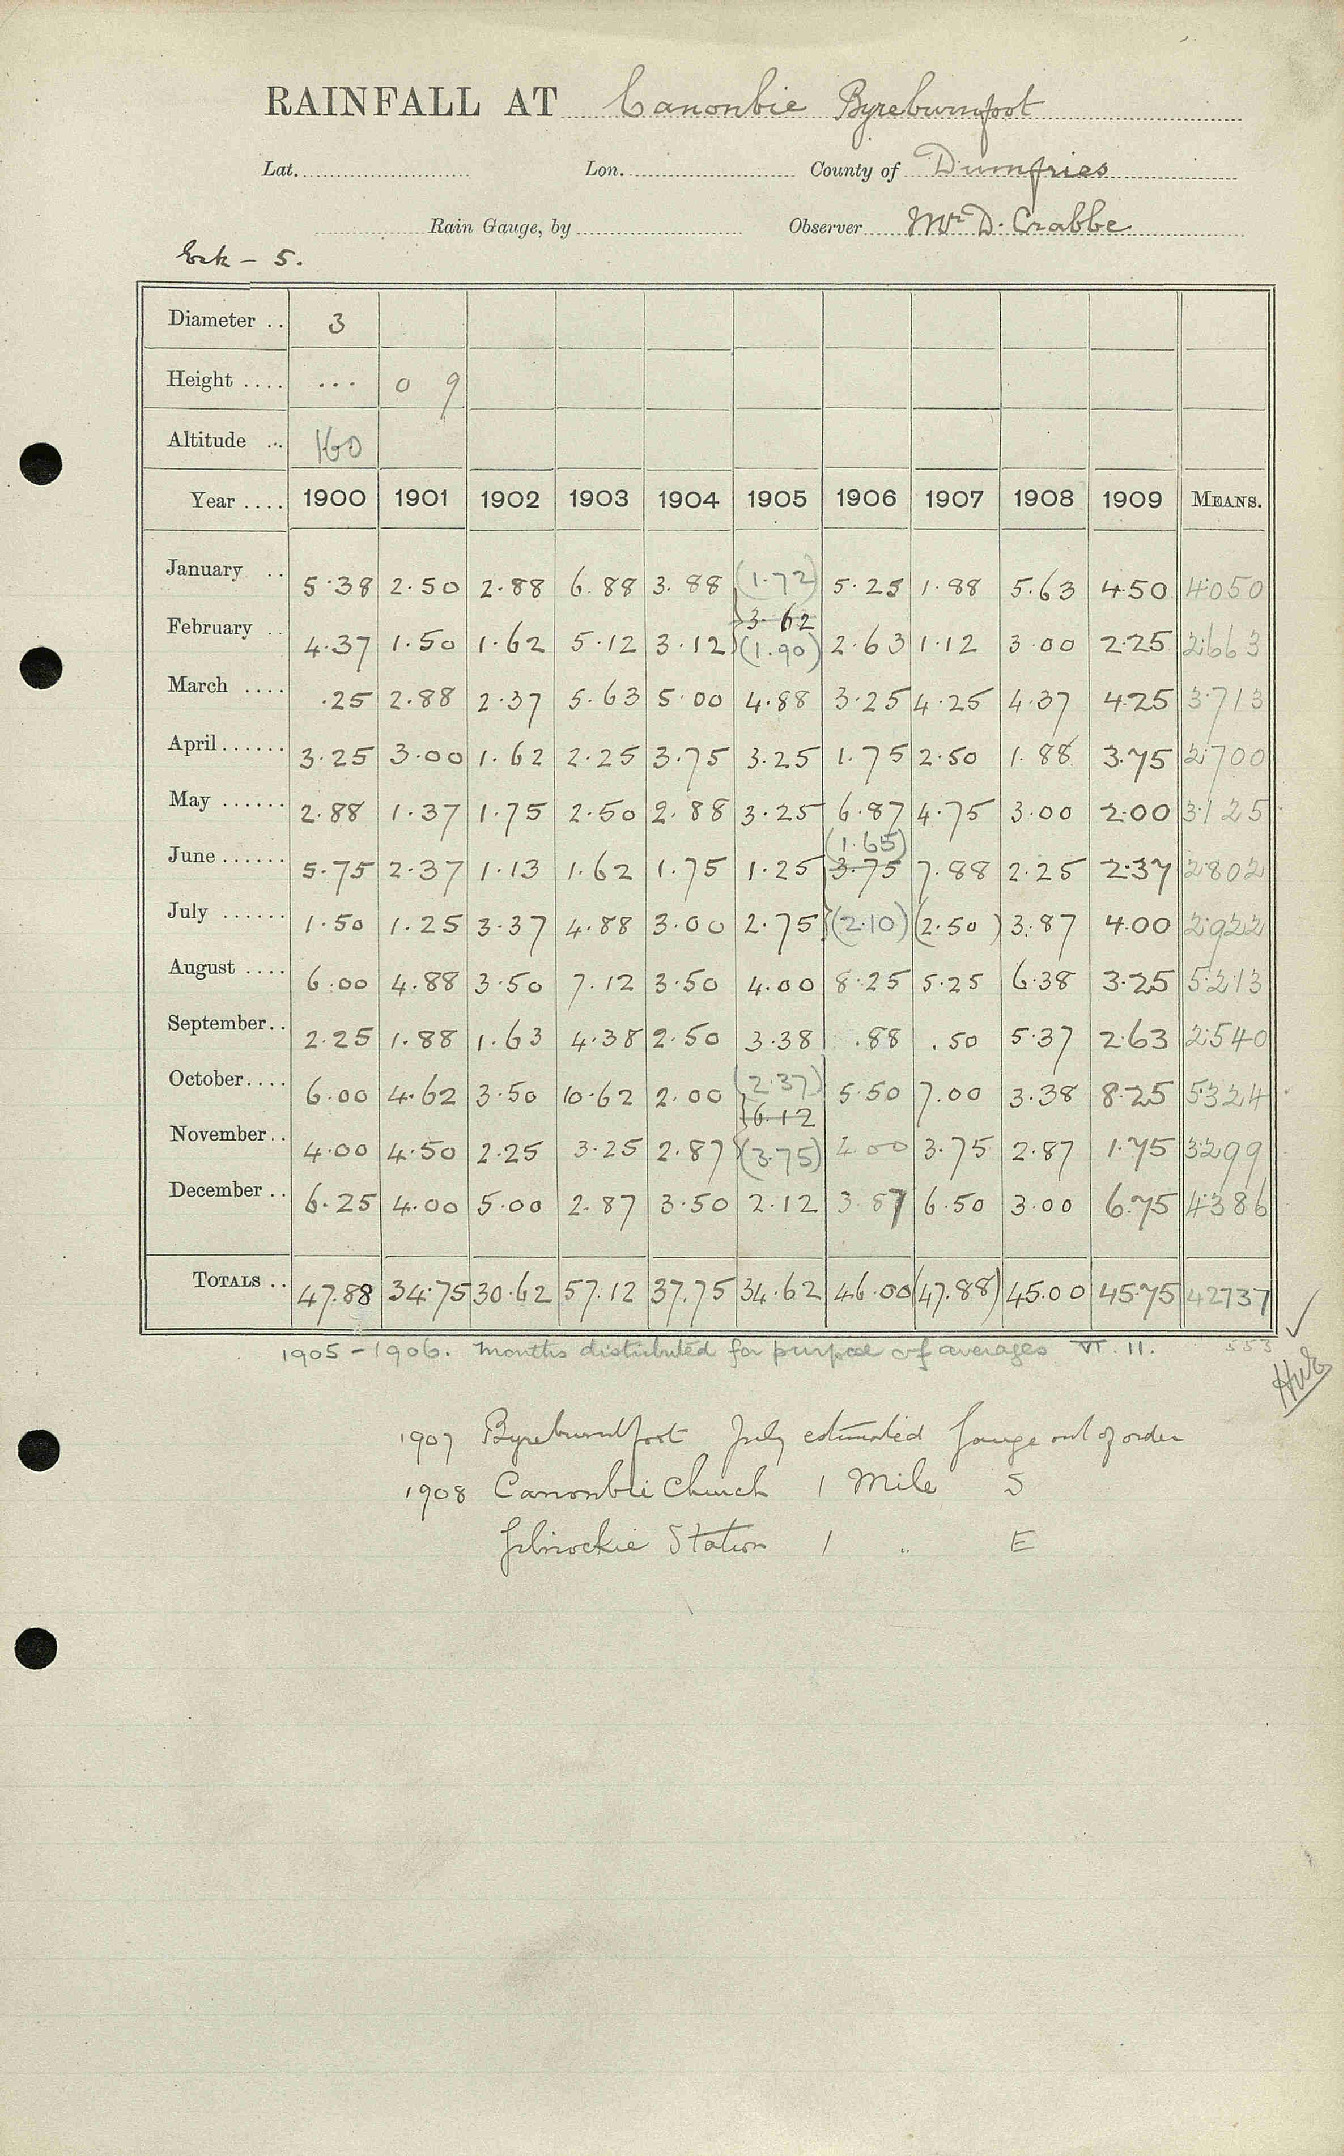 RAINFALL AT Canonbie Byreburnfoot
Lat. Lon. County of Dumfries
Rain Gauge, by Observer Mr D. Crabbe
Esk - 5.
Diameter .. 3
Height .... ... 0 9
Altitude .. 160
Year .... 1900 1901 1902 1903 1904 1905 1906 1907 1908 1909 MEANS.
January .. 5.38 2.50 2.88 6.88 3.88 (1.72) 5.25 1.88 5.63 4.50 4.050
3.62
February .. 4.37 1.50 1.62 5.12 3.12 (1.90) 2.63 1.12 3.00 2.25 2.663
March .... .25 2.88 2.37 5.63 5.00 4.88 3.25 4.25 4.37 4.25 3.713
April ...... 3.25 3.00 1.62 2.25 3.75 3.25 1.75 2.50 1.88 3.75 2.700
May ...... 2.88 1.37 1.75 2.50 2.88 3.25 6.87 4.75 3.00 2.00 3.125
(1.65)
June ...... 5.75 2.37 1.13 1.62 1.75 1.25 3.75 7.88 2.25 2.37 2.802
July ...... 1.50 1.25 3.37 4.88 3.00 2.75 (2.10) (2.50) 3.87 4.00 2.922
August .... 6.00 4.88 3.50 7.12 3.50 4.00 8.25 5.25 6.38 3.25 5.213
September.. 2.25 1.88 1.63 4.38 2.50 3.38 .88 .50 5.37 2.63 2.540
October.... 6.00 4.62 3.50 10.62 2.00 (2.37) 5.50 7.00 3.38 8.25 5.324
6.12
November.. 4.00 4.50 2.25 3.25 2.87 (3.75) 4.00 3.75 2.87 1.75 3.299
December .. 6.25 4.00 5.00 2.87 3.50 2.12 3.87 6.50 3.00 6.75 4.386
TOTALS .. 47.88 34.75 30.62 57.12 37.75 34.62 46.00 (47.88) 45.00 45.75 42737
1905 - 1906. Months distributed for purpose of averages VI. 11. 553
1907 Byreburnfoot July estimated Gauge out of order
1908 Canonbie Church 1 Mile S
Gilnockie Station 1 " E